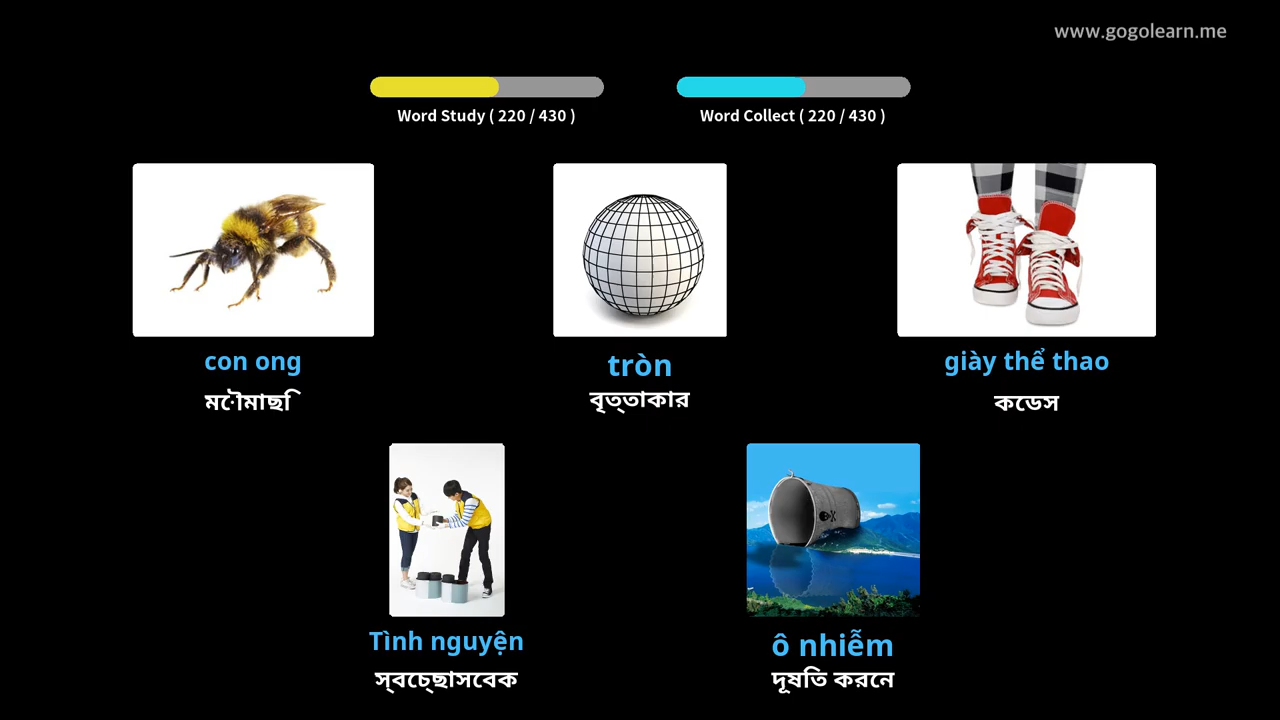 www.gogolearn.me
Word Study ( 220 / 430 )
Word Collect ( 220 / 430 )
con ong
মৌমাছি
tròn
বৃত্তাকার
giày thể thao
কেডস
Tình nguyện
স্বেচ্ছাসেবক
ô nhiễm
দূষিত করেন